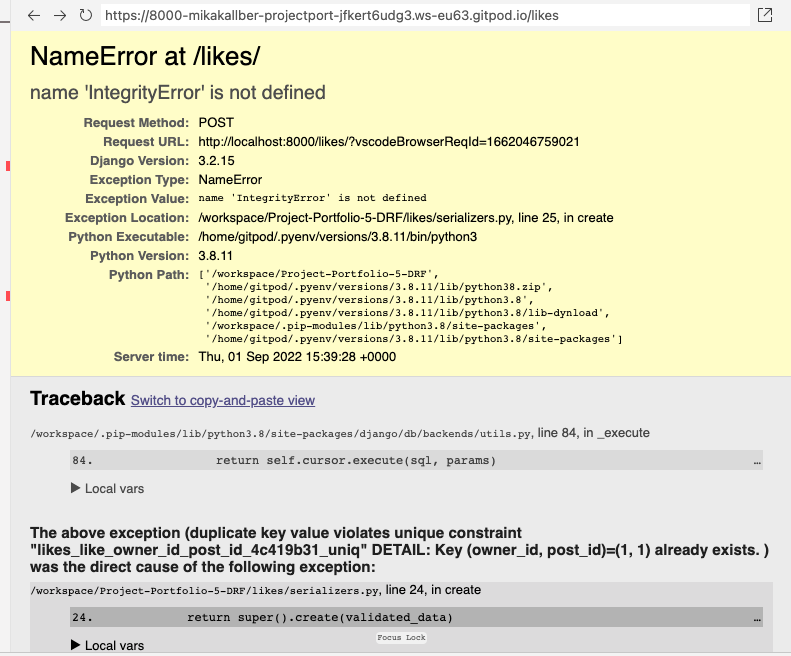 https://8000-mikakallber-projectport-jfkert6udg3.ws-eu63.gitpod.io/likes
NameError at /likes/
name 'IntegrityError' is not defined
Request Method: POST
Request URL: http://localhost:8000/likes/?vscodeBrowserReqId=1662046759021
Django Version: 3.2.15
Exception Type: NameError
Exception Value: name 'IntegrityError' is not defined
Exception Location: /workspace/Project-Portfolio-5-DRF/likes/serializers.py, line 25, in create
Python Executable: /home/gitpod/.pyenv/versions/3.8.11/bin/python3
Python Version: 3.8.11
Python Path: ['/workspace/Project-Portfolio-5-DRF',
'/home/gitpod/.pyenv/versions/3.8.11/lib/python38.zip',
'/home/gitpod/.pyenv/versions/3.8.11/lib/python3.8',
'/home/gitpod/.pyenv/versions/3.8.11/lib/python3.8/lib-dynload',
'/workspace/.pip-modules/lib/python3.8/site-packages',
'/home/gitpod/.pyenv/versions/3.8.11/lib/python3.8/site-packages']
Server time: Thu, 01 Sep 2022 15:39:28 +0000
Traceback Switch to copy-and-paste view
/workspace/.pip-modules/lib/python3.8/site-packages/django/db/backends/utils.py, line 84, in _execute
84. return self.cursor.execute(sql, params) …
▶ Local vars
The above exception (duplicate key value violates unique constraint
"likes_like_owner_id_post_id_4c419b31_uniq" DETAIL: Key (owner_id, post_id)=(1, 1) already exists. )
was the direct cause of the following exception:
/workspace/Project-Portfolio-5-DRF/likes/serializers.py, line 24, in create
24. return super().create(validated_data) …
Focus Lock
▶ Local vars